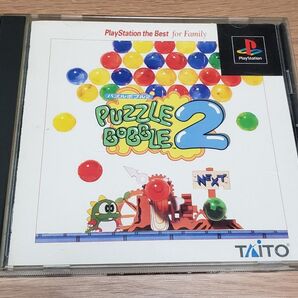 PlayStation the Best for Family
PlayStation
パズルボブル
PUZZLE
BOBBLE 2
NEXT
TAITO